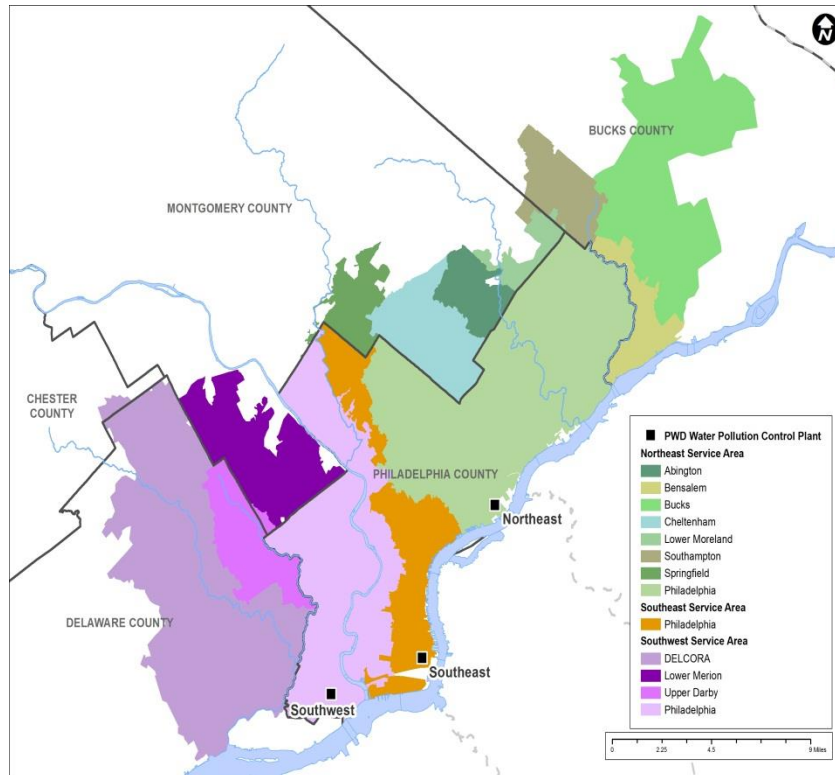 N
BUCKS COUNTY
MONTGOMERY COUNTY
CHESTER
COUNTY
PHILADELPHIA COUNTY
Northeast
DELAWARE COUNTY
Southeast
Southwest
PWD Water Pollution Control Plant
Northeast Service Area
Abington
Bensalem
Bucks
Cheltenham
Lower Moreland
Southampton
Springfield
Philadelphia
Southeast Service Area
Philadelphia
Southwest Service Area
DELCORA
Lower Merion
Upper Darby
Philadelphia
0 2.25 4.5 9 Miles